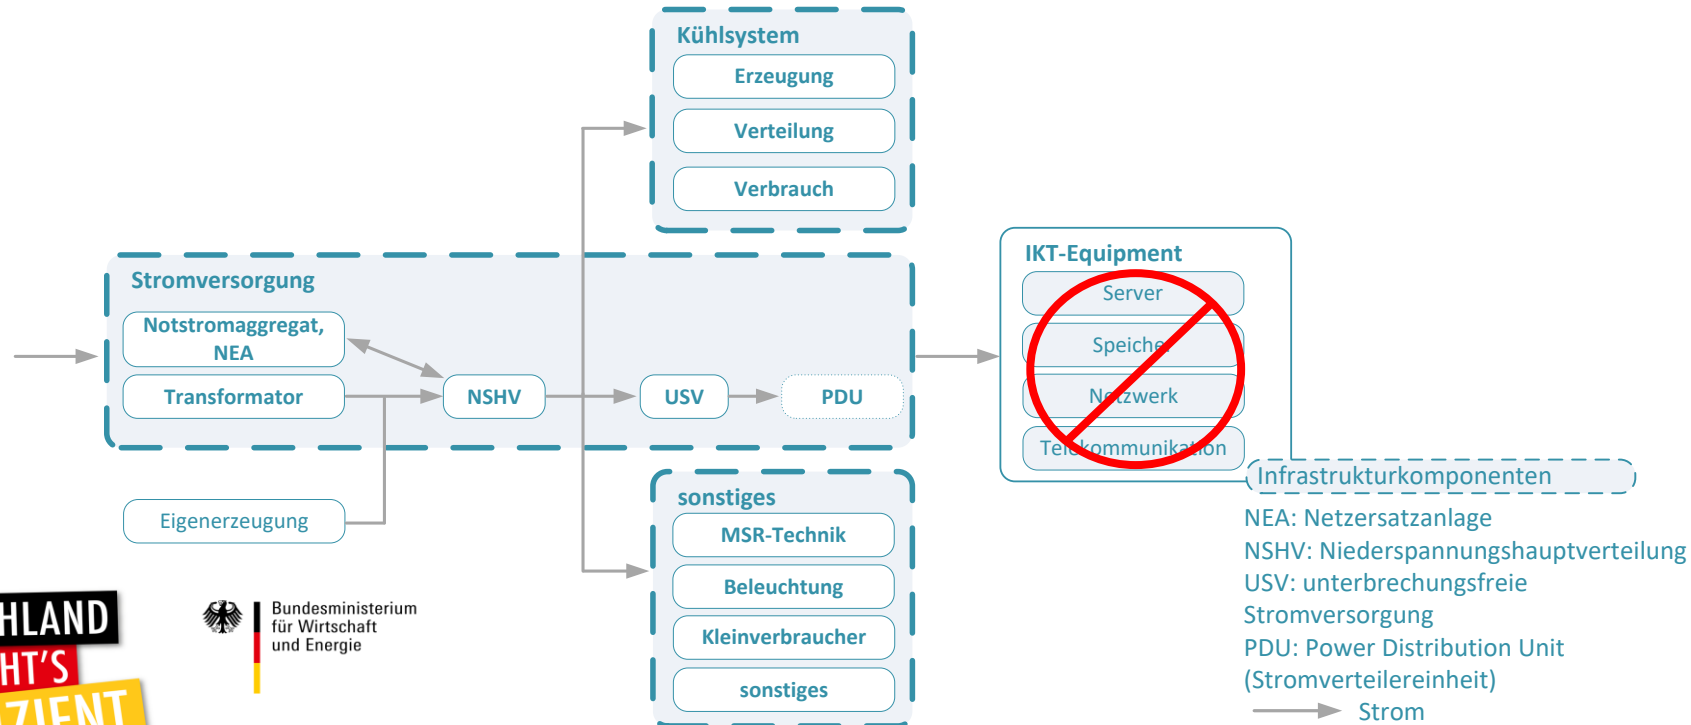 Kühlsystem
Erzeugung
Verteilung
Verbrauch
Stromversorgung
Notstromaggregat,
NEA
Transformator
NSHV
USV
PDU
Eigenerzeugung
IKT-Equipment
Server
Speicher
Netzwerk
Telekommunikation
sonstiges
MSR-Technik
Beleuchtung
Kleinverbraucher
sonstiges
Infrastrukturkomponenten
NEA: Netzersatzanlage
NSHV: Niederspannungshauptverteilung
USV: unterbrechungsfreie
Stromversorgung
PDU: Power Distribution Unit
(Stromverteilereinheit)
Strom
HLAND
HT'S
ZIENT
Bundesministerium
für Wirtschaft
und Energie